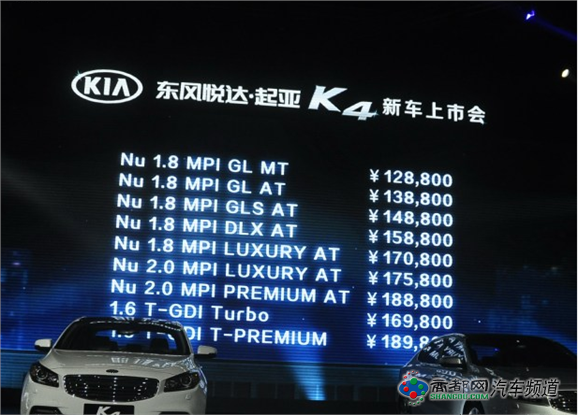 KIA 东风悦达·起亚 K4 新车上市会
Nu 1.8 MPI GL MT ¥128,800
Nu 1.8 MPI GL AT ¥138,800
Nu 1.8 MPI GLS AT ¥148,800
Nu 1.8 MPI DLX AT ¥158,800
Nu 1.8 MPI LUXURY AT ¥170,800
Nu 2.0 MPI LUXURY AT ¥175,800
Nu 2.0 MPI PREMIUM AT ¥188,800
1.6 T-GDI Turbo ¥169,800
T-PREMIUM ¥189,8
K4
汽车频道